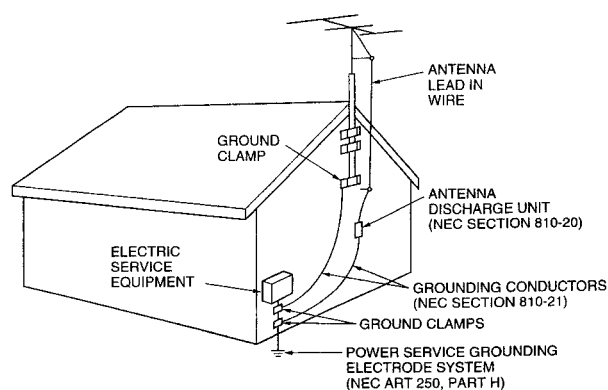 ANTENNA
LEAD IN
WIRE
GROUND
CLAMP
ANTENNA
DISCHARGE UNIT
(NEC SECTION 810-20)
ELECTRIC
SERVICE
EQUIPMENT
GROUNDING CONDUCTORS
(NEC SECTION 810-21)
GROUND CLAMPS
POWER SERVICE GROUNDING
ELECTRODE SYSTEM
(NEC ART 250, PART H)